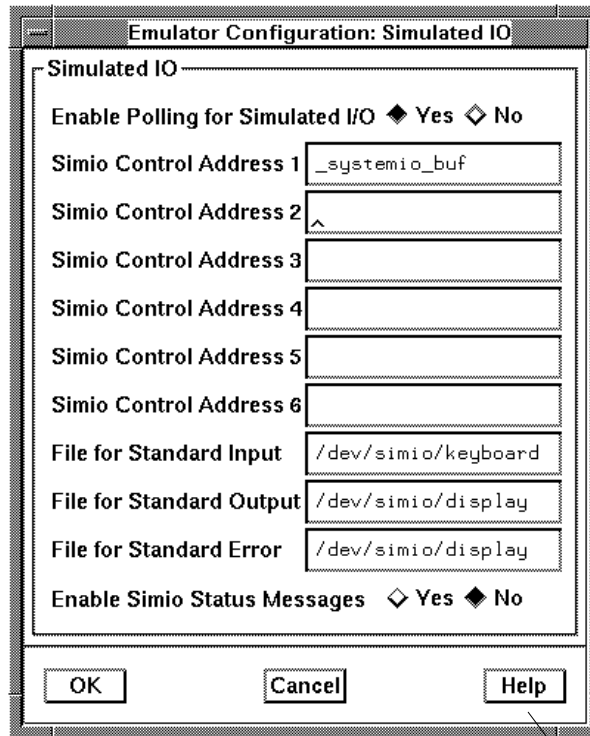 Emulator Configuration: Simulated IO
Simulated IO
Enable Polling for Simulated I/O Yes No
Simio Control Address 1 _systemio_buf
Simio Control Address 2
Simio Control Address 3
Simio Control Address 4
Simio Control Address 5
Simio Control Address 6
File for Standard Input /dev/simio/keyboard
File for Standard Output /dev/simio/display
File for Standard Error /dev/simio/display
Enable Simio Status Messages Yes No
OK Cancel Help